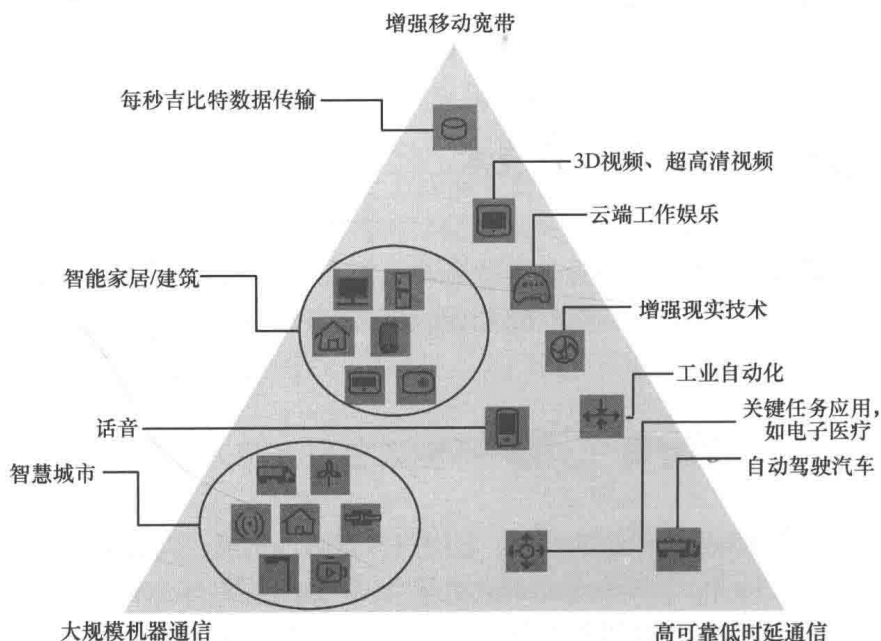 增强移动宽带
每秒吉比特数据传输
3D视频、超高清视频
云端工作娱乐
智能家居/建筑
增强现实技术
工业自动化
关键任务应用，
如电子医疗
话音
自动驾驶汽车
智慧城市
大规模机器通信
高可靠低时延通信